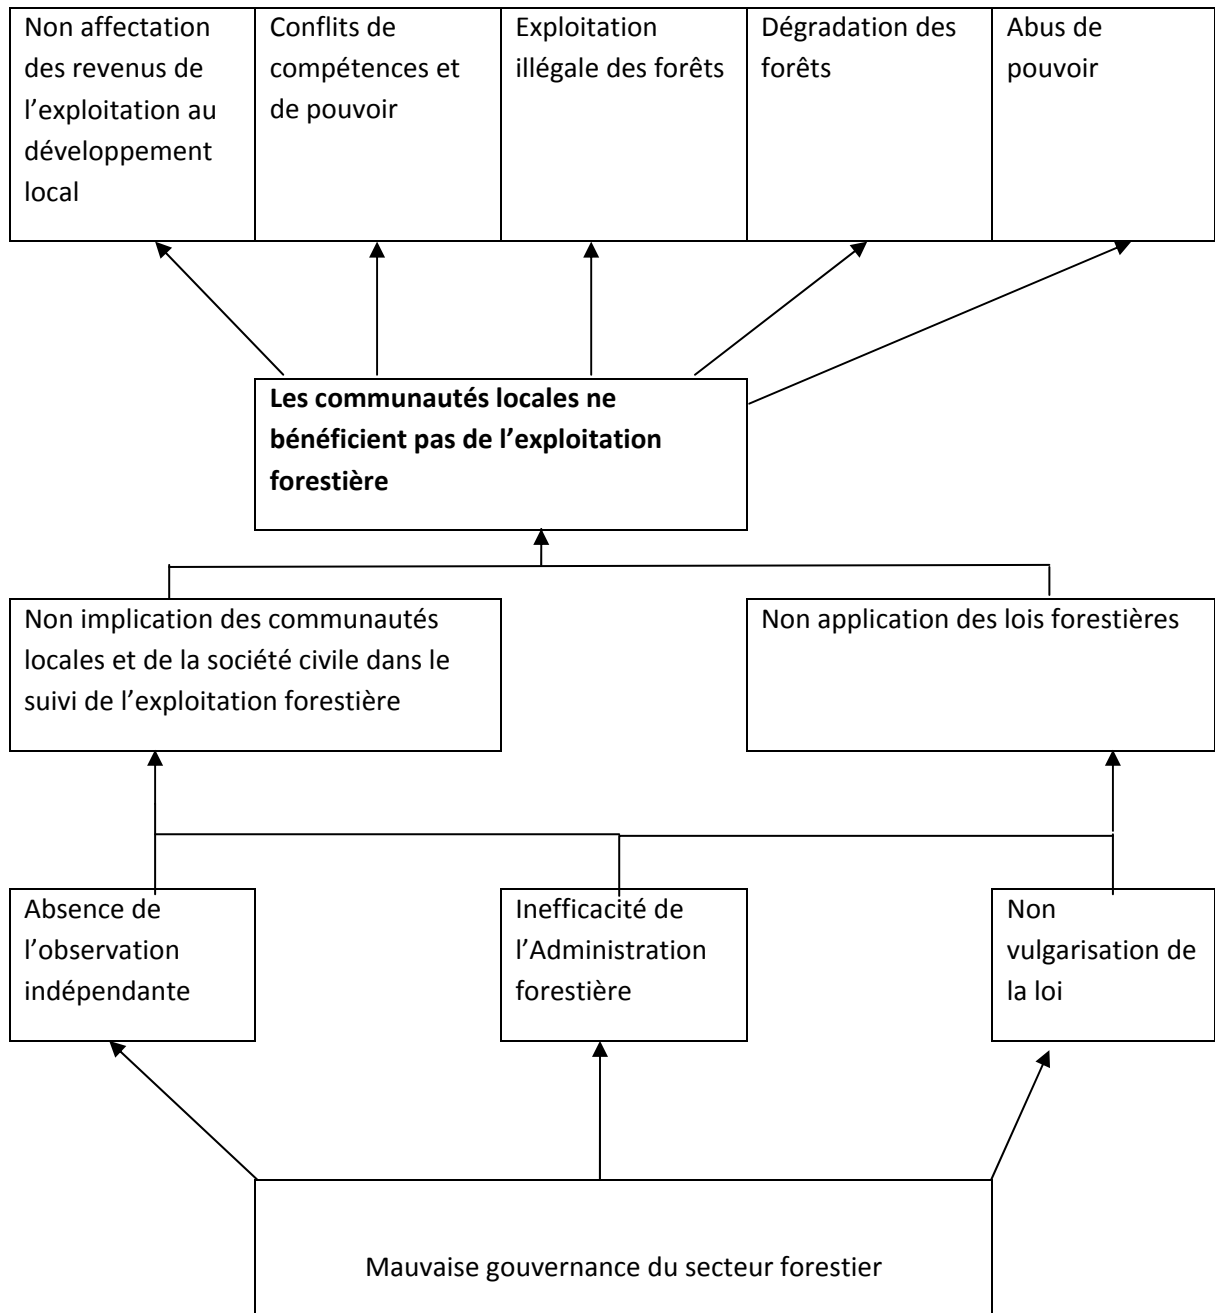 Non affectation
des revenus de
l’exploitation au
développement
local
Conflits de
compétences et
de pouvoir
Exploitation
illégale des forêts
Dégradation des
forêts
Abus de
pouvoir
Les communautés locales ne
bénéficient pas de l’exploitation
forestière
Non implication des communautés
locales et de la société civile dans le
suivi de l’exploitation forestière
Non application des lois forestières
Absence de
l’observation
indépendante
Inefficacité de
l’Administration
forestière
Non
vulgarisation de
la loi
Mauvaise gouvernance du secteur forestier